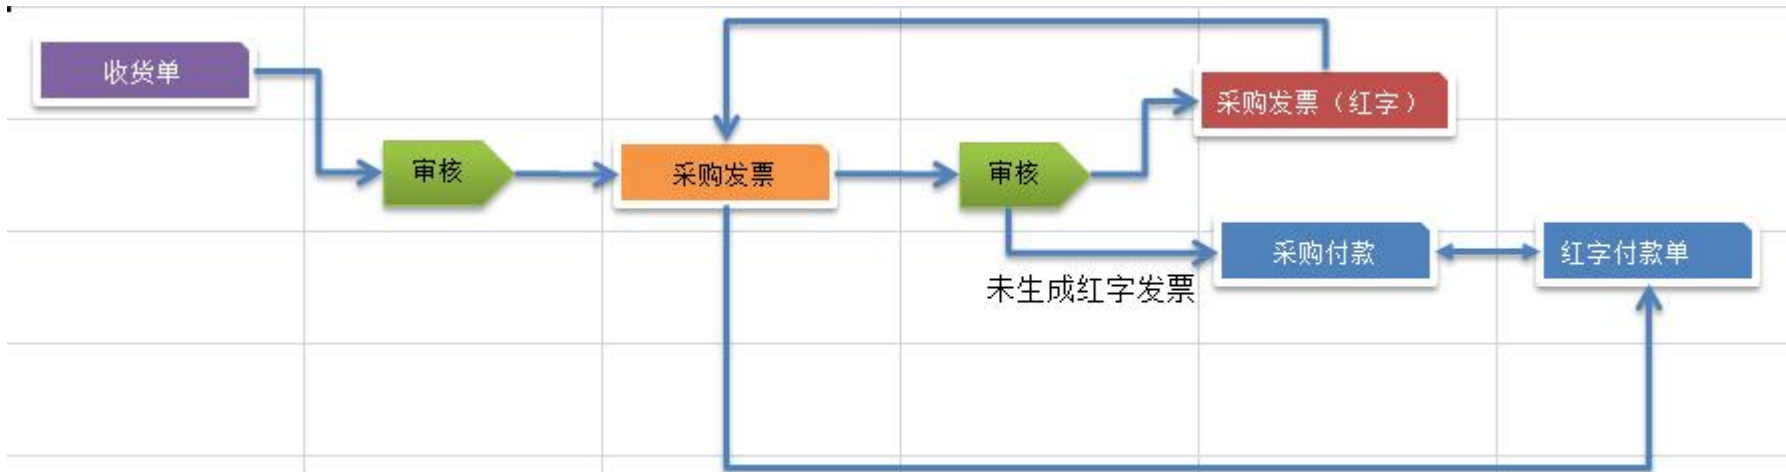 收货单
审核
采购发票
审核
采购发票（红字）
采购付款
红字付款单
未生成红字发票